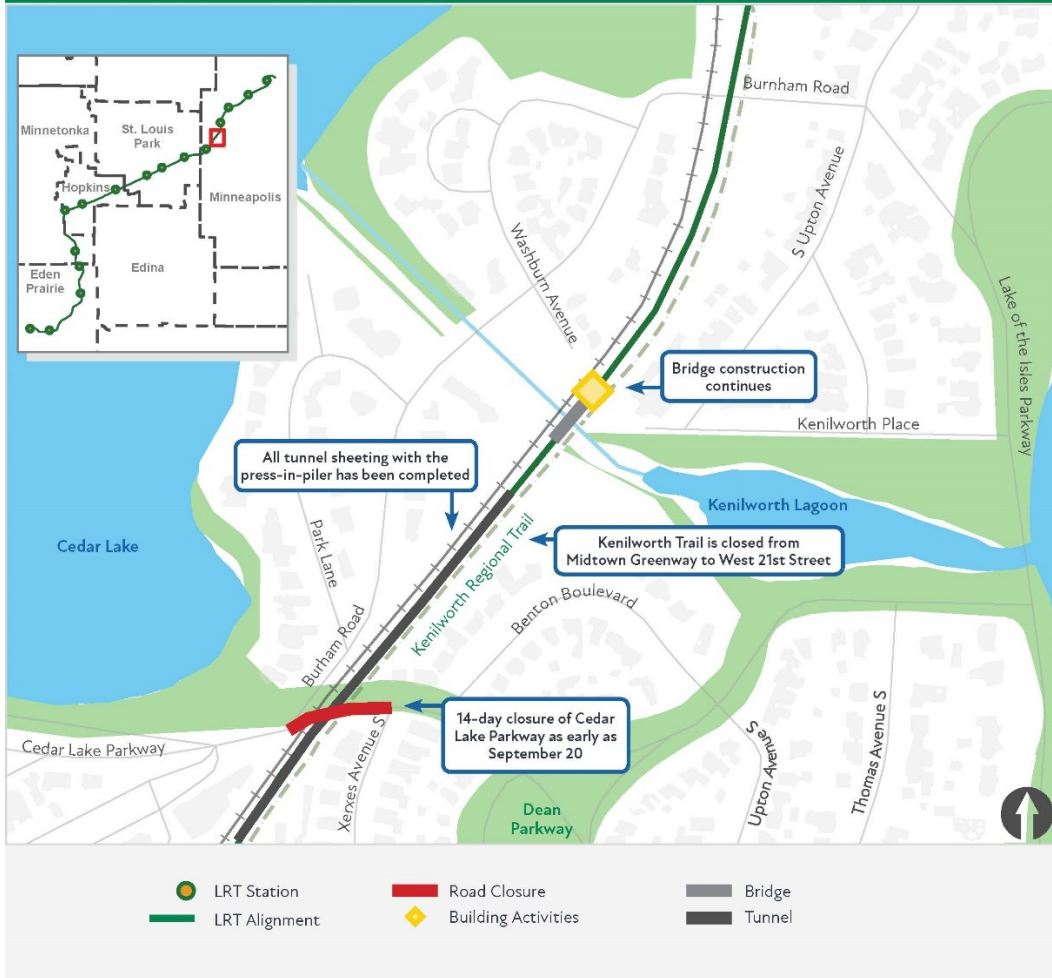 Minnetonka
St. Louis
Park
Hopkins
Minneapolis
Edina
Eden
Prairie
Burnham Road
S Upton Avenue
Washburn Avenue
Lake of the Isles Parkway
Bridge construction
continues
Kenilworth Place
All tunnel sheeting with the
press-in-piler has been completed
Kenilworth Lagoon
Cedar Lake
Park Lane
Kenilworth Regional Trail
Kenilworth Trail is closed from
Midtown Greenway to West 21st Street
Benton Boulevard
Burham Road
14-day closure of Cedar
Lake Parkway as early as
September 20
Cedar Lake Parkway
Xerxes Avenue S
Upton Avenue S
Thomas Avenue S
Dean
Parkway
LRT Station
Road Closure
Bridge
LRT Alignment
Building Activities
Tunnel